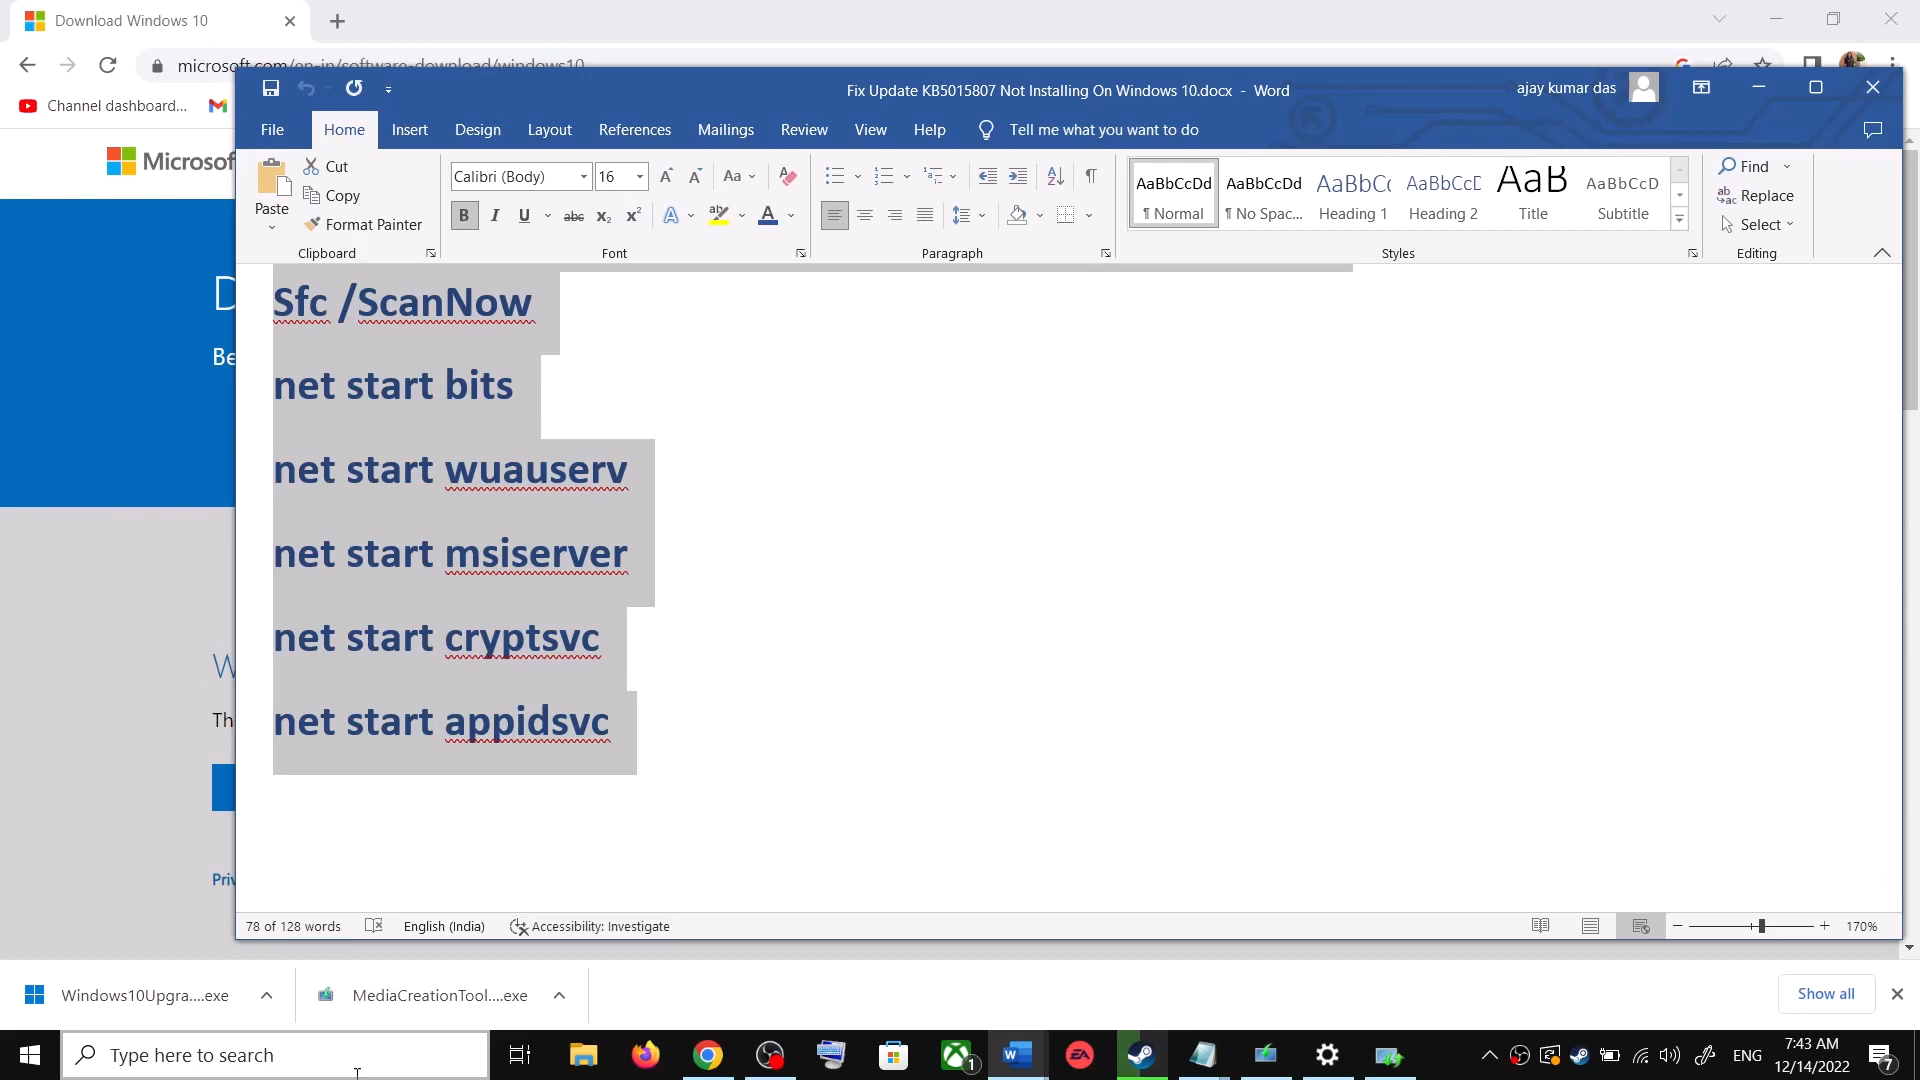 Download Windows 10
microsoft.com/en-in/software-download/windows10
Channel dashboard...
Fix Update KB5015807 Not Installing On Windows 10.docx - Word
ajay kumar das
File Home Insert Design Layout References Mailings Review View Help Tell me what you want to do
Paste
Cut
Copy
Format Painter
Clipboard
Calibri (Body) 16
Font
Paragraph
AaBbCcDd AaBbCcDd AaBbCc AaBbCcD AaB AaBbCcD
¶ Normal ¶ No Spac... Heading 1 Heading 2 Title Subtitle
Styles
Find
Replace
Select
Editing
Microsof
D
Be
W
Th
Priv
Sfc /ScanNow
net start bits
net start wuauserv
net start msiserver
net start cryptsvc
net start appidsvc
78 of 128 words English (India) Accessibility: Investigate 170%
Windows10Upgra....exe MediaCreationTool....exe Show all
Type here to search
1
EA
ENG
7:43 AM
12/14/2022
7